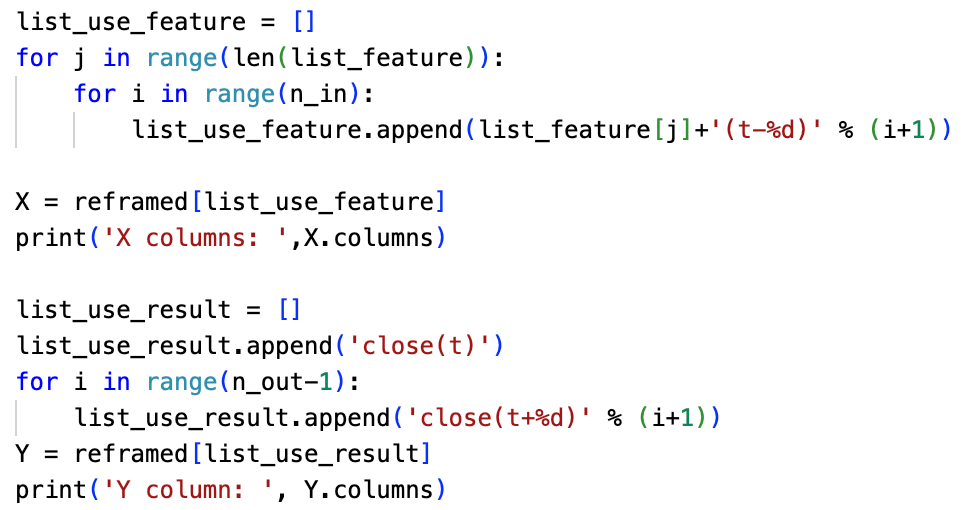 list_use_feature = []
for j in range(len(list_feature)):
    for i in range(n_in):
        list_use_feature.append(list_feature[j]+'(t-%d)' % (i+1))

X = reframed[list_use_feature]
print('X columns: ',X.columns)

list_use_result = []
list_use_result.append('close(t)')
for i in range(n_out-1):
    list_use_result.append('close(t+%d)' % (i+1))
Y = reframed[list_use_result]
print('Y column: ', Y.columns)